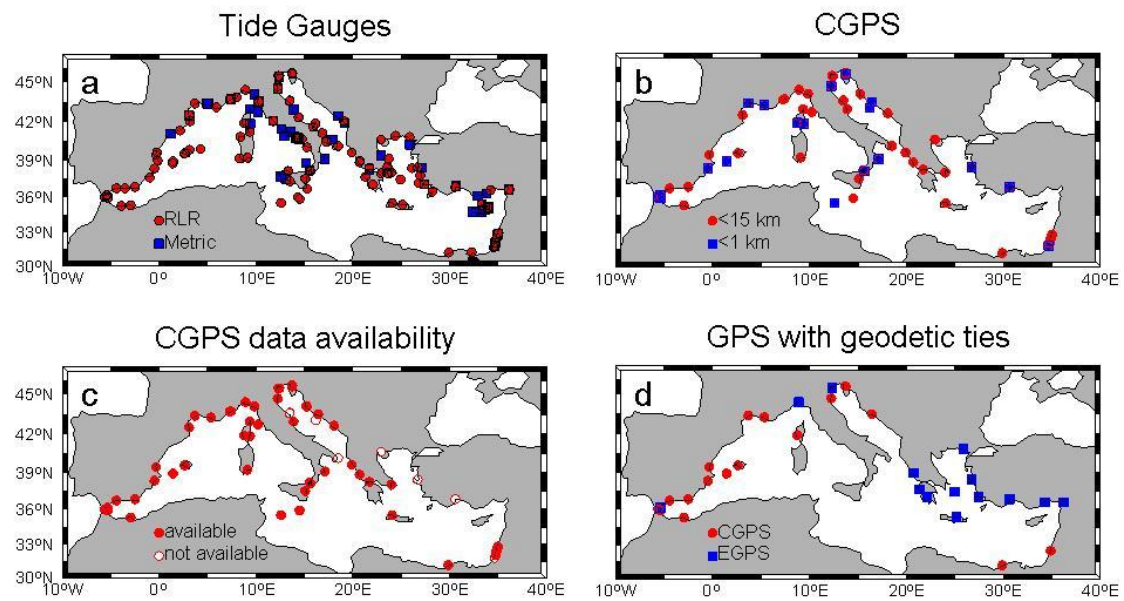 Tide Gauges
CGPS
a
45ºN
42ºN
39ºN
36ºN
33ºN
30ºN
RLR
Metric
10ºW
0º
10ºE
20ºE
30ºE
40ºE
b
45ºN
42ºN
39ºN
36ºN
33ºN
30ºN
<15 km
<1 km
10ºW
0º
10ºE
20ºE
30ºE
40ºE
CGPS data availability
GPS with geodetic ties
c
45ºN
42ºN
39ºN
36ºN
33ºN
30ºN
available
not available
10ºW
0º
10ºE
20ºE
30ºE
40ºE
d
45ºN
42ºN
39ºN
36ºN
33ºN
30ºN
CGPS
EGPS
10ºW
0º
10ºE
20ºE
30ºE
40ºE